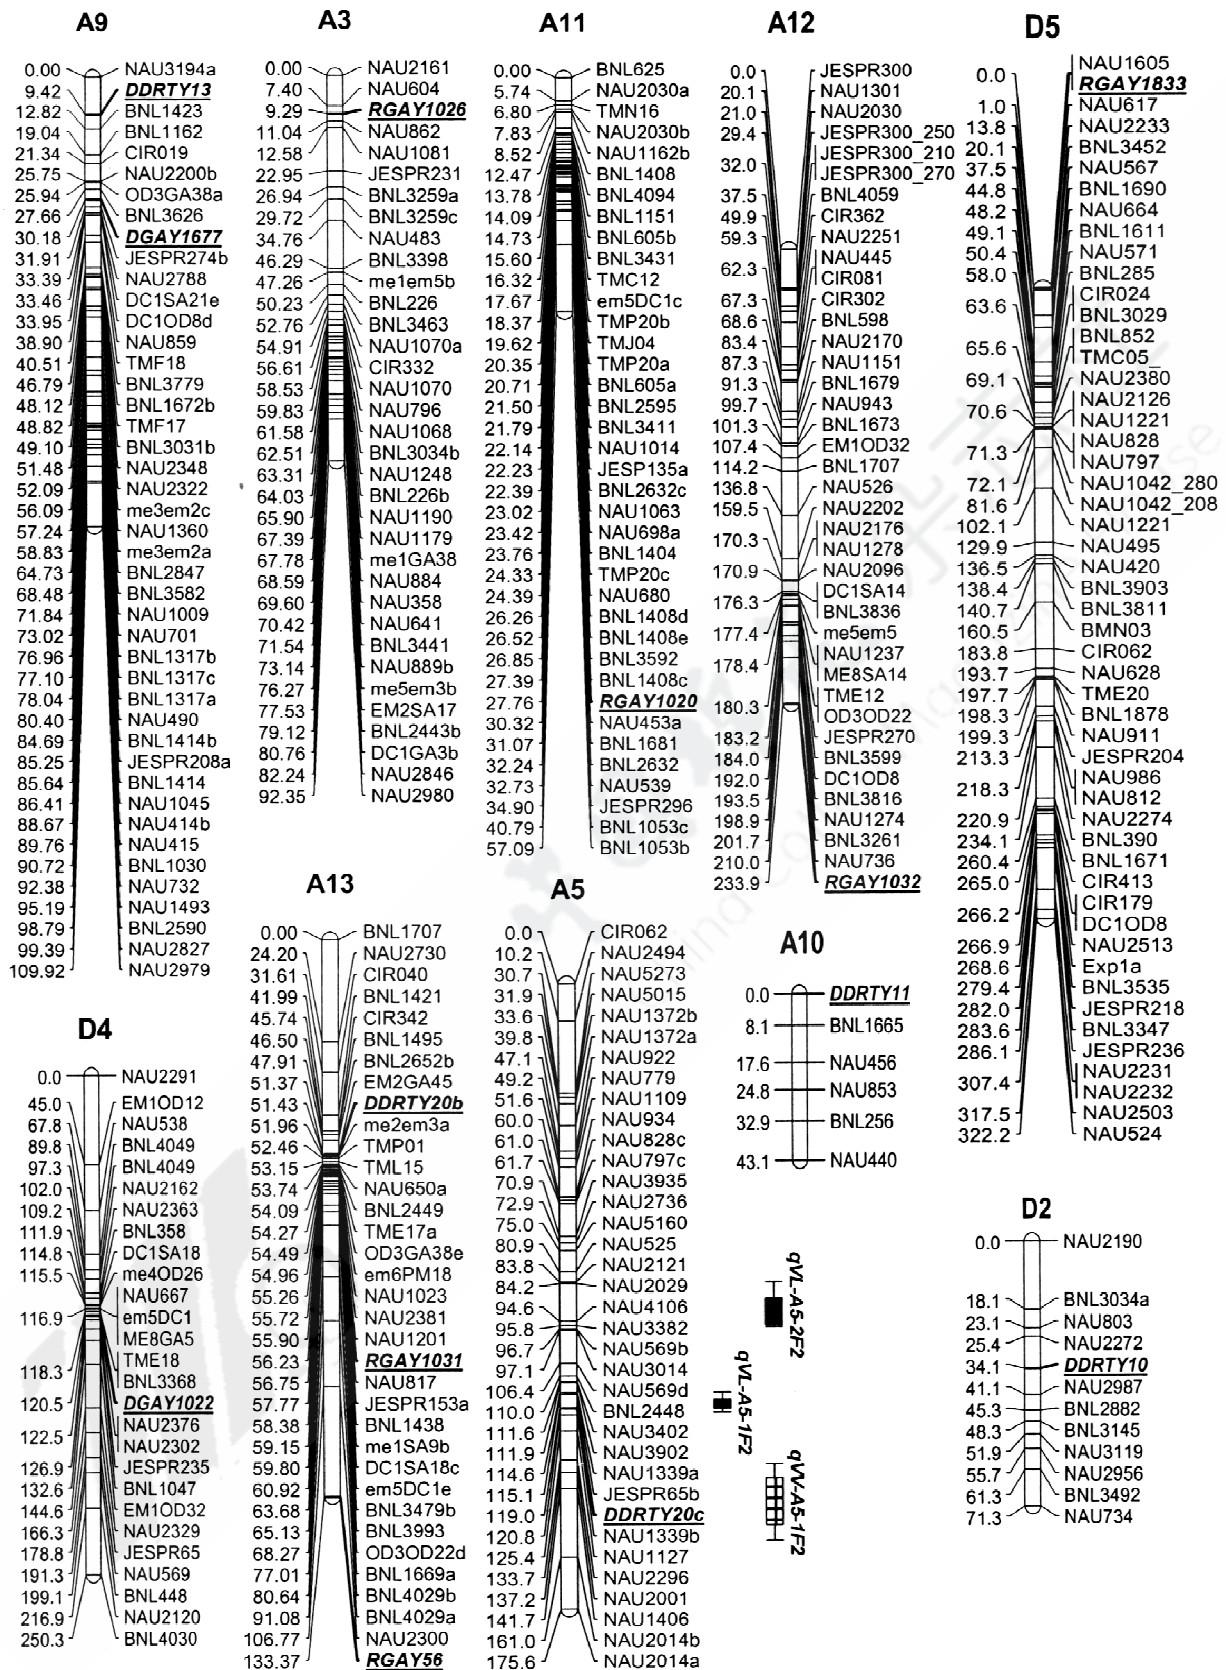 A9
0.00 NAU3194a
9.42 DDRTY13
12.82 BNL1423
19.04 BNL1162
21.34 CIR019
25.75 NAU2200b
25.94 OD3GA38a
27.66 BNL3626
30.18 DGAY1677
31.91 JESPR274b
33.39 NAU2788
33.46 DC1SA21e
33.95 DC1OD8d
38.90 NAU859
40.51 TMF18
46.79 BNL3779
48.12 BNL1672b
48.82 TMF17
49.10 BNL3031b
51.48 NAU2348
52.09 NAU2322
56.09 me3em2c
57.24 NAU1360
58.83 me3em2a
64.73 BNL2847
68.48 BNL3582
71.84 NAU1009
73.02 NAU701
76.96 BNL1317b
77.10 BNL1317c
78.04 BNL1317a
80.40 NAU490
84.69 BNL1414b
85.25 JESPR208a
85.64 BNL1414
86.41 NAU1045
88.67 NAU414b
89.76 NAU415
90.72 BNL1030
92.38 NAU732
95.19 NAU1493
98.79 BNL2590
99.39 NAU2827
109.92 NAU2979
A3
0.00 NAU2161
7.40 NAU604
9.29 RGAY1026
11.04 NAU862
12.58 NAU1081
22.95 JESPR231
26.94 BNL3259a
29.72 BNL3259c
34.76 NAU483
46.29 BNL3398
47.26 me1em5b
50.23 BNL226
52.76 BNL3463
54.91 NAU1070a
56.61 CIR332
58.53 NAU1070
59.83 NAU796
61.58 NAU1068
62.51 BNL3034b
63.31 NAU1248
64.03 BNL226b
65.90 NAU1190
67.39 NAU1179
67.78 me1GA38
68.59 NAU884
69.60 NAU358
70.42 NAU641
71.54 BNL3441
73.14 NAU889b
76.27 me5em3b
77.53 EM2SA17
79.12 BNL2443b
80.76 DC1GA3b
82.24 NAU2846
92.35 NAU2980
A11
0.00 BNL625
5.74 NAU2030a
6.80 TMN16
7.83 NAU2030b
8.52 NAU1162b
12.47 BNL1408
13.78 BNL4094
14.09 BNL1151
14.73 BNL605b
15.60 BNL3431
16.32 TMC12
17.67 em5DC1c
18.37 TMP20b
19.62 TMJ04
20.35 TMP20a
20.71 BNL605a
21.50 BNL2595
21.79 BNL3411
22.14 NAU1014
22.23 JESP135a
22.39 BNL2632c
23.02 NAU1063
23.42 NAU698a
23.76 BNL1404
24.33 TMP20c
24.39 NAU680
26.26 BNL1408d
26.52 BNL1408e
26.85 BNL3592
27.39 BNL1408c
27.76 RGAY1020
30.32 NAU453a
31.07 BNL1681
32.24 BNL2632
32.73 NAU539
34.90 JESPR296
40.79 BNL1053c
57.09 BNL1053b
A12
0.0 JESPR300
20.1 NAU1301
21.0 NAU2030
29.4 JESPR300_250
JESPR300_210
32.0
JESPR300_270
37.5 BNL4059
49.9 CIR362
59.3 NAU2251
NAU445
62.3
CIR081
67.3 CIR302
68.6 BNL598
83.4 NAU2170
87.3 NAU1151
91.3 BNL1679
99.7 NAU943
101.3 BNL1673
107.4 EM1OD32
114.2 BNL1707
136.8 NAU526
159.5 NAU2202
NAU2176
170.3
NAU1278
170.9 NAU2096
DC1SA14
176.3
BNL3836
177.4 me5em5
NAU1237
178.4
ME8SA14
TME12
180.3
OD3OD22
183.2 JESPR270
184.0 BNL3599
192.0 DC1OD8
193.5 BNL3816
198.9 NAU1274
201.7 BNL3261
210.0 NAU736
233.9 RGAY1032
D5
NAU1605
0.0
RGAY1833
1.0 NAU617
13.8 NAU2233
20.1 BNL3452
37.5 NAU567
44.8 BNL1690
48.2 NAU664
49.1 BNL1611
50.4 NAU571
58.0 BNL285
CIR024
63.6
BNL3029
BNL852
65.6
TMC05_
69.1 NAU2380
NAU2126
70.6
NAU1221
NAU828
71.3
NAU797
72.1 NAU1042_280
81.6 NAU1042_208
102.1 NAU1221
129.9 NAU495
136.5 NAU420
138.4 BNL3903
140.7 BNL3811
160.5 BMN03
183.8 CIR062
193.7 NAU628
197.7 TME20
198.3 BNL1878
199.3 NAU911
213.3 JESPR204
NAU986
218.3
NAU812
220.9 NAU2274
234.1 BNL390
260.4 BNL1671
265.0 CIR413
CIR179
266.2
DC1OD8
266.9 NAU2513
268.6 Exp1a
279.4 BNL3535
282.0 JESPR218
283.6 BNL3347
286.1 JESPR236
NAU2231
307.4
NAU2232
317.5 NAU2503
322.2 NAU524
D4
0.0 NAU2291
45.0 EM1OD12
67.8 NAU538
89.8 BNL4049
97.3 BNL4049
102.0 NAU2162
109.2 NAU2363
111.9 BNL358
114.8 DC1SA18
115.5 me4OD26
NAU667
116.9 em5DC1
ME8GA5
TME18
118.3
BNL3368
120.5 DGAY1022
NAU2376
122.5
NAU2302
126.9 JESPR235
132.6 BNL1047
144.6 EM1OD32
166.3 NAU2329
178.8 JESPR65
191.3 NAU569
199.1 BNL448
216.9 NAU2120
250.3 BNL4030
A13
0.00 BNL1707
24.20 NAU2730
31.61 CIR040
41.99 BNL1421
45.74 CIR342
46.50 BNL1495
47.91 BNL2652b
51.37 EM2GA45
51.43 DDRTY20b
51.96 me2em3a
52.46 TMP01
53.15 TML15
53.74 NAU650a
54.09 BNL2449
54.27 TME17a
54.49 OD3GA38e
54.96 em6PM18
55.26 NAU1023
55.72 NAU2381
55.90 NAU1201
56.23 RGAY1031
56.75 NAU817
57.77 JESPR153a
58.38 BNL1438
59.15 me1SA9b
59.80 DC1SA18c
60.92 em5DC1e
63.68 BNL3479b
65.13 BNL3993
68.27 OD3OD22d
77.01 BNL1669a
80.64 BNL4029b
91.08 BNL4029a
106.77 NAU2300
133.37 RGAY56
A5
0.0 CIR062
10.2 NAU2494
30.7 NAU5273
31.9 NAU5015
33.6 NAU1372b
39.8 NAU1372a
47.1 NAU922
49.2 NAU779
51.6 NAU1109
60.0 NAU934
61.0 NAU828c
61.7 NAU797c
70.9 NAU3935
72.9 NAU2736
75.0 NAU5160
80.9 NAU525
83.8 NAU2121
84.2 NAU2029
94.6 NAU4106
95.8 NAU3382
96.7 NAU569b
97.1 NAU3014
106.4 NAU569d
110.0 BNL2448
111.6 NAU3402
111.9 NAU3902
114.6 NAU1339a
115.1 JESPR65b
119.0 DDRTY20c
120.8 NAU1339b
125.4 NAU1127
133.7 NAU2296
137.2 NAU2001
141.7 NAU1406
161.0 NAU2014b
175.6 NAU2014a
qVL-A5-2F2
qVL-A5-1F2
qVV-A5-1F2
A10
0.0 DDRTY11
8.1 BNL1665
17.6 NAU456
24.8 NAU853
32.9 BNL256
43.1 NAU440
D2
0.0 NAU2190
18.1 BNL3034a
23.1 NAU803
25.4 NAU2272
34.1 DDRTY10
41.1 NAU2987
45.3 BNL2882
48.3 BNL3145
51.9 NAU3119
55.7 NAU2956
61.3 BNL3492
71.3 NAU734